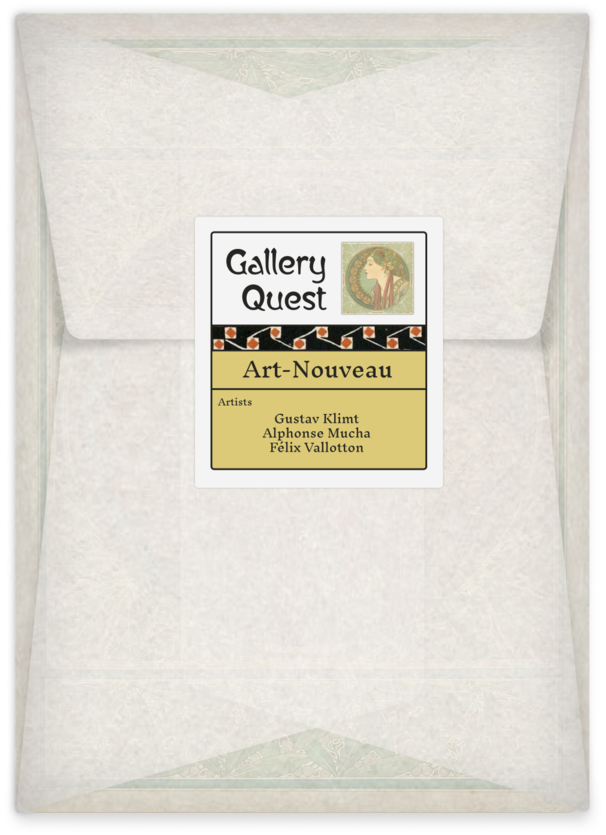 Gallery
Quest
Art-Nouveau
Artists
Gustav Klimt
Alphonse Mucha
Félix Vallotton